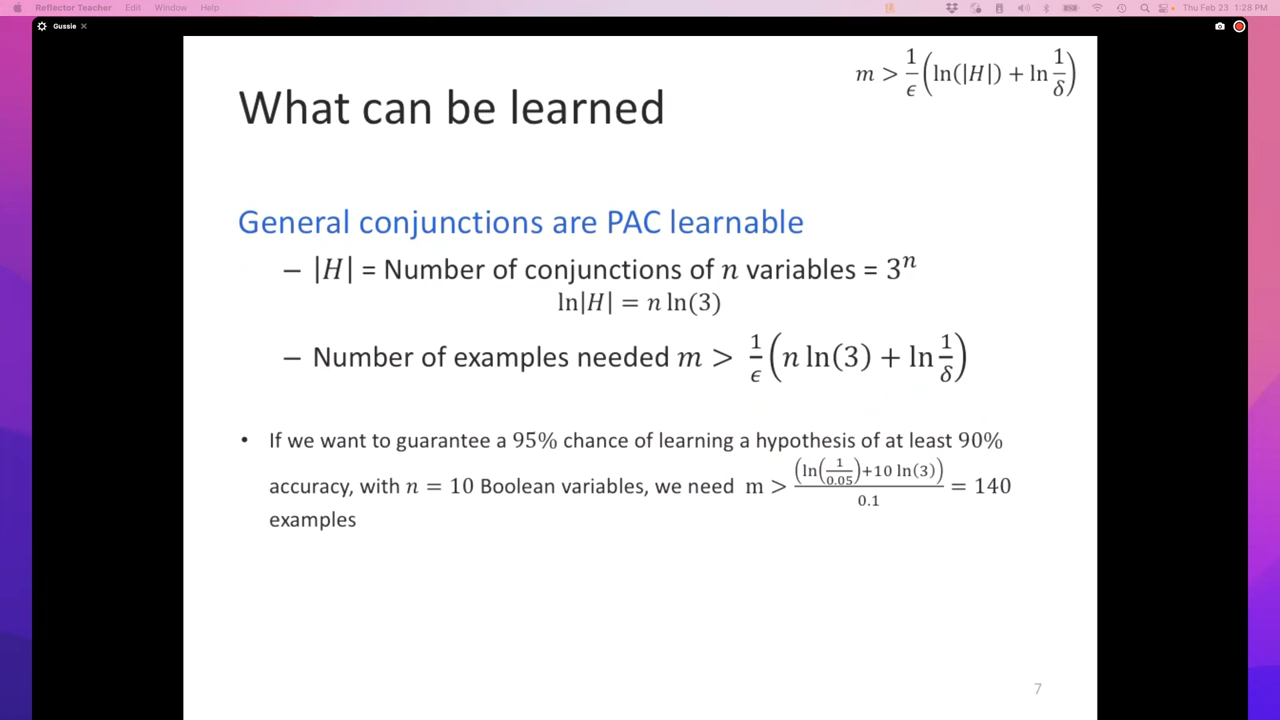 Reflector Teacher Edit Window Help Thu Feb 23 1:28 PM
Gussie ×
m > 1/ϵ (ln(|H|) + ln 1/δ)
What can be learned
General conjunctions are PAC learnable
– |H| = Number of conjunctions of n variables = 3ⁿ
ln|H| = n ln(3)
– Number of examples needed m > 1/ϵ (n ln(3) + ln 1/δ)
• If we want to guarantee a 95% chance of learning a hypothesis of at least 90%
accuracy, with n = 10 Boolean variables, we need m > (ln(1/0.05)+10 ln(3))/0.1 = 140
examples
7